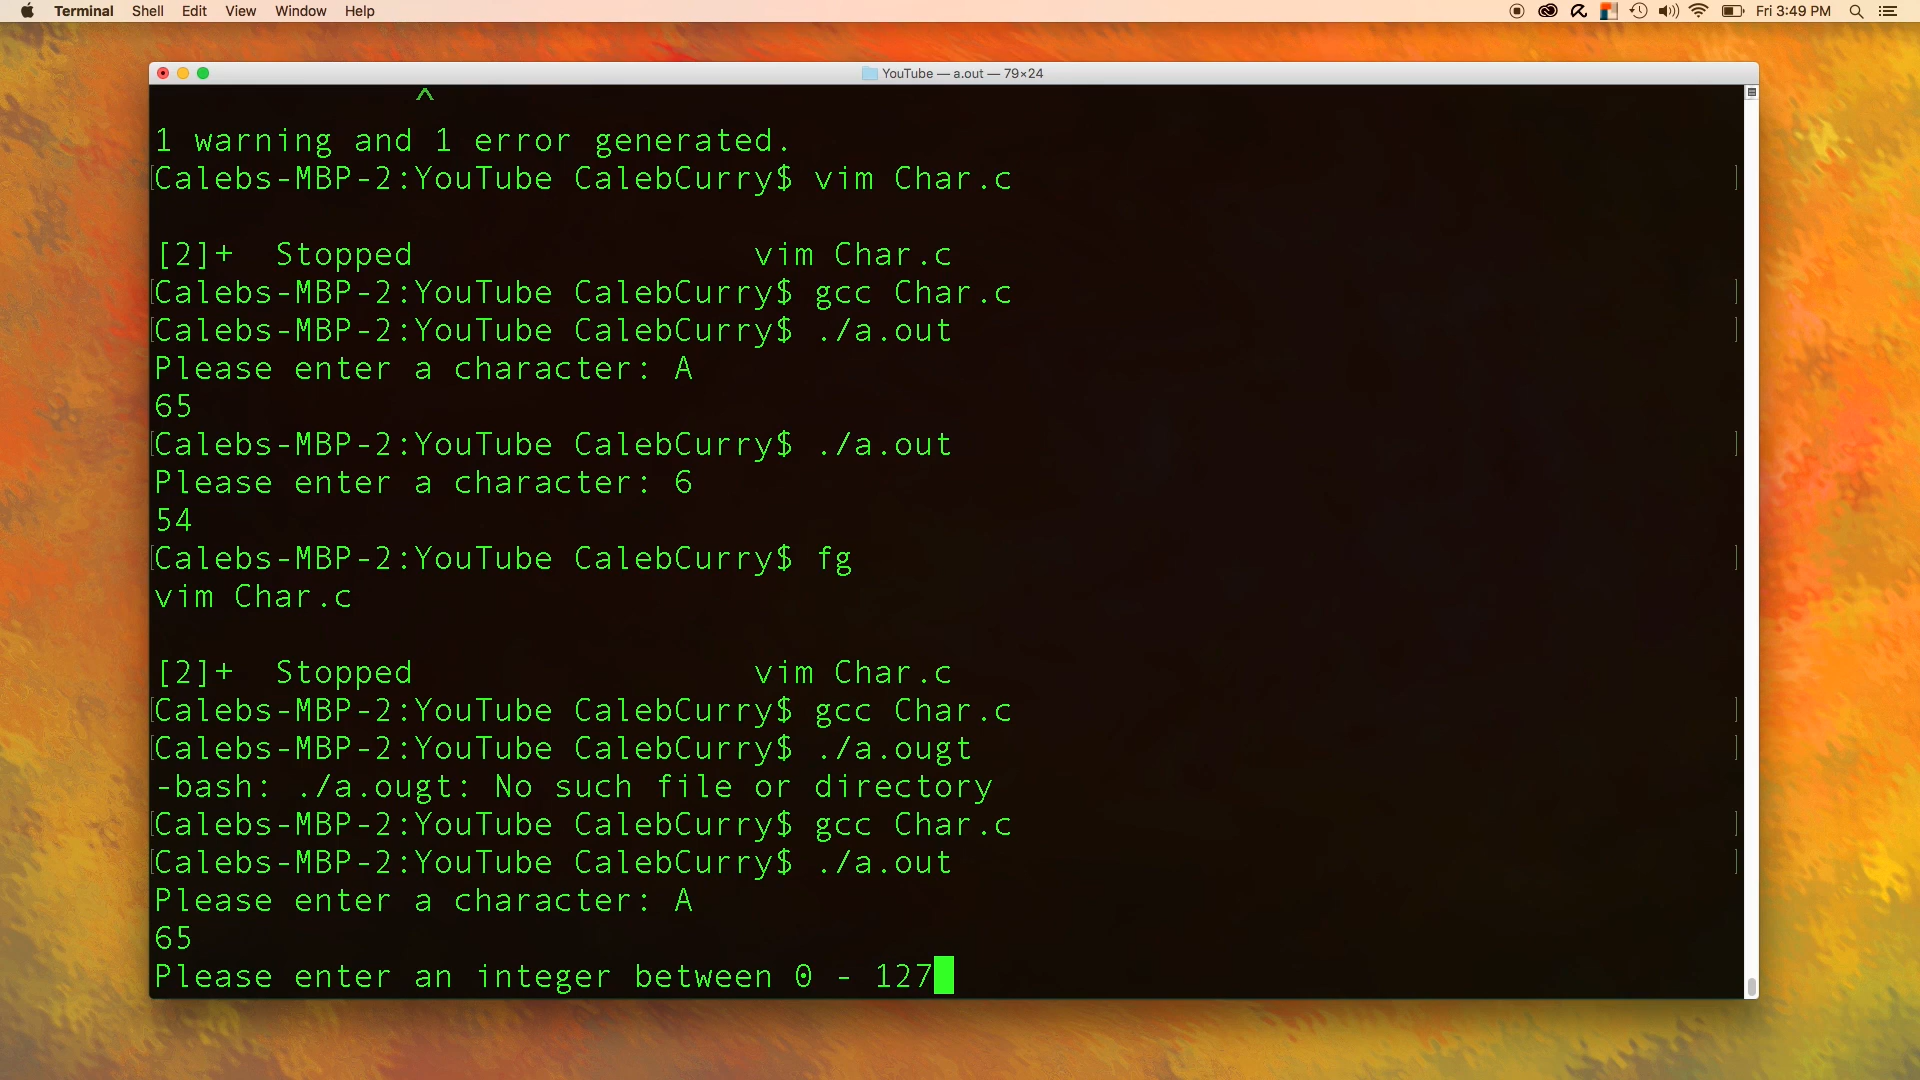 Terminal Shell Edit View Window Help Fri 3:49 PM
YouTube — a.out — 79×24
^
1 warning and 1 error generated.
[Calebs-MBP-2:YouTube CalebCurry$ vim Char.c ]
[2]+  Stopped                 vim Char.c
[Calebs-MBP-2:YouTube CalebCurry$ gcc Char.c ]
[Calebs-MBP-2:YouTube CalebCurry$ ./a.out ]
Please enter a character: A
65
[Calebs-MBP-2:YouTube CalebCurry$ ./a.out ]
Please enter a character: 6
54
[Calebs-MBP-2:YouTube CalebCurry$ fg ]
vim Char.c
[2]+  Stopped                 vim Char.c
[Calebs-MBP-2:YouTube CalebCurry$ gcc Char.c ]
[Calebs-MBP-2:YouTube CalebCurry$ ./a.ougt ]
-bash: ./a.ougt: No such file or directory
[Calebs-MBP-2:YouTube CalebCurry$ gcc Char.c ]
[Calebs-MBP-2:YouTube CalebCurry$ ./a.out ]
Please enter a character: A
65
Please enter an integer between 0 - 127